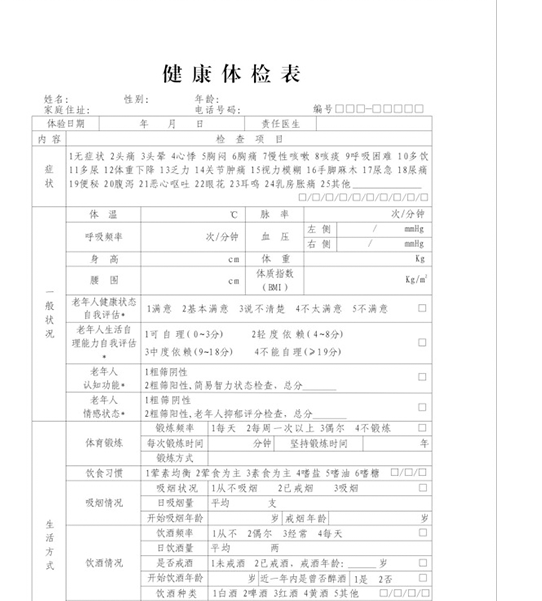 健康体检表
姓名: 性别: 年龄:
家庭住址: 电话号码: 编号□□□-□□□□□
体验日期 年 月 日 责任医生
内容 检 查 项 目
症状
1无症状 2头痛 3头晕 4心悸 5胸闷 6胸痛 7慢性咳嗽 8咳痰 9呼吸困难 10多饮
11多尿 12体重下降 13乏力 14关节肿痛 15视力模糊 16手脚麻木 17尿急 18尿痛
19便秘 20腹泻 21恶心呕吐 22眼花 23耳鸣 24乳房胀痛 25其他
□/□/□/□/□/□/□/□/□/□
一般状况
体 温 ℃ 脉 率 次/分钟
呼吸频率 次/分钟 血 压 左 侧 / mmHg
右 侧 / mmHg
身 高 cm 体 重 Kg
腰 围 cm 体质指数(BMI) Kg/m²
老年人健康状态自我评估* 1满意 2基本满意 3说不清楚 4不太满意 5不满意 □
老年人生活自理能力自我评估*
1可自理(0~3分) 2轻度依赖(4~8分)
3中度依赖(9~18分) 4不能自理(≥19分) □
老年人认知功能*
1粗筛阴性
2粗筛阳性,简易智力状态检查，总分 □
老年人情感状态*
1粗筛阴性
2粗筛阳性,老年人抑郁评分检查，总分 □
生活方式
体育锻炼 锻炼频率 1每天 2每周一次以上 3偶尔 4不锻炼 □
每次锻炼时间 分钟 坚持锻炼时间 年
锻炼方式
饮食习惯 1荤素均衡 2荤食为主 3素食为主 4嗜盐 5嗜油 6嗜糖 □/□/□
吸烟情况 吸烟状况 1从不吸烟 2已戒烟 3吸烟 □
日吸烟量 平均 支
开始吸烟年龄 岁 戒烟年龄 岁
饮酒情况 饮酒频率 1从不 2偶尔 3经常 4每天 □
日饮酒量 平均 两
是否戒酒 1未戒酒 2已戒酒，戒酒年龄: 岁 □
开始饮酒年龄 岁 近一年内是曾否醉酒 1是 2否 □
饮酒种类 1白酒 2啤酒 3红酒 4黄酒 5其他 □/□/□/□